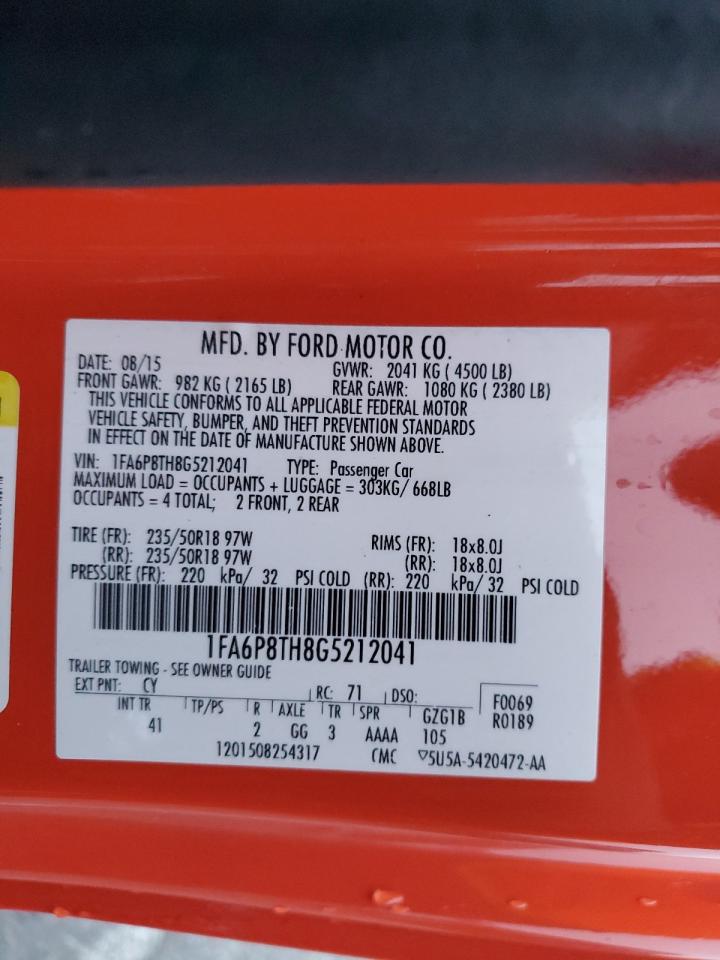 MFD. BY FORD MOTOR CO.
DATE: 08/15 GVWR: 2041 KG ( 4500 LB)
FRONT GAWR: 982 KG ( 2165 LB) REAR GAWR: 1080 KG ( 2380 LB)
THIS VEHICLE CONFORMS TO ALL APPLICABLE FEDERAL MOTOR
VEHICLE SAFETY, BUMPER, AND THEFT PREVENTION STANDARDS
IN EFFECT ON THE DATE OF MANUFACTURE SHOWN ABOVE.
VIN: 1FA6P8TH8G5212041 TYPE: Passenger Car
MAXIMUM LOAD = OCCUPANTS + LUGGAGE = 303KG/ 668LB
OCCUPANTS = 4 TOTAL; 2 FRONT, 2 REAR
TIRE (FR): 235/50R18 97W RIMS (FR): 18x8.0J
(RR): 235/50R18 97W (RR): 18x8.0J
PRESSURE (FR): 220 kPa/ 32 PSI COLD (RR): 220 kPa/ 32 PSI COLD
1FA6P8TH8G5212041
TRAILER TOWING - SEE OWNER GUIDE
EXT PNT: CY RC: 71 DSO: F0069
INT TR TP/PS R AXLE TR SPR GZG1B R0189
41 2 GG 3 AAAA 105
1201508254317 CMC ▽5U5A-5420472-AA